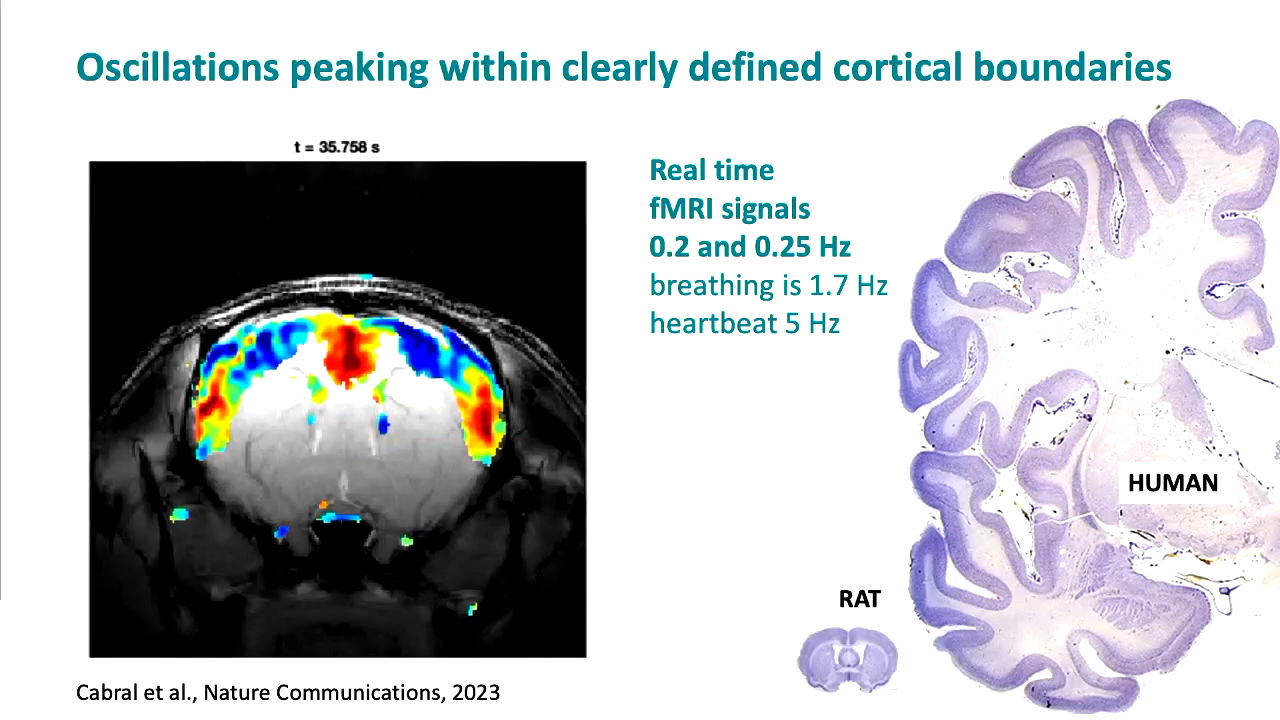 Oscillations peaking within clearly defined cortical boundaries
t = 35.758 s
Real time
fMRI signals
0.2 and 0.25 Hz
breathing is 1.7 Hz
heartbeat 5 Hz
HUMAN
RAT
Cabral et al., Nature Communications, 2023